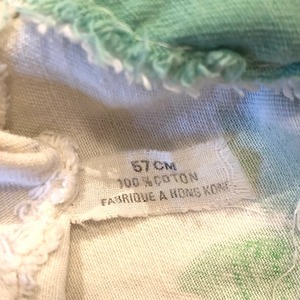 57 CM
100% COTON
FABRIQUE A HONG KONG